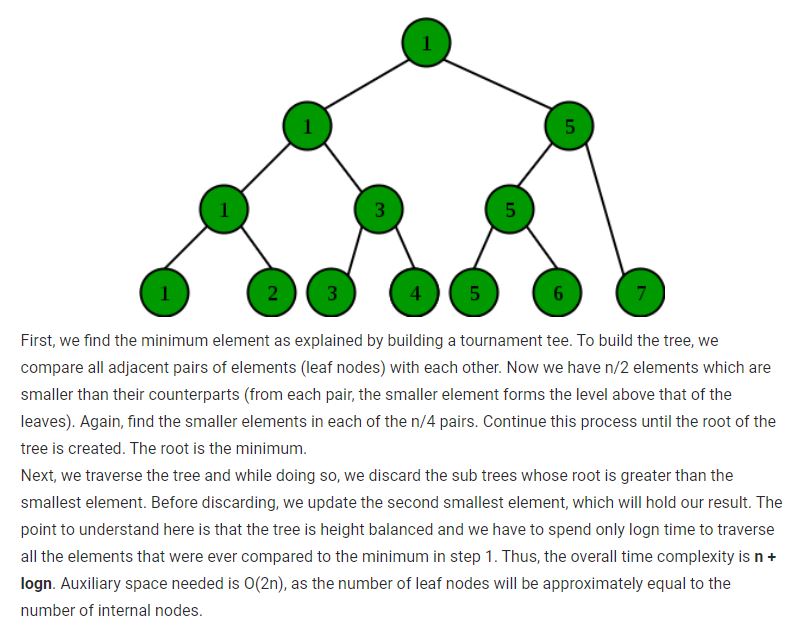 1
1 5
1 3 5
1 2 3 4 5 6 7
First, we find the minimum element as explained by building a tournament tee. To build the tree, we
compare all adjacent pairs of elements (leaf nodes) with each other. Now we have n/2 elements which are
smaller than their counterparts (from each pair, the smaller element forms the level above that of the
leaves). Again, find the smaller elements in each of the n/4 pairs. Continue this process until the root of the
tree is created. The root is the minimum.
Next, we traverse the tree and while doing so, we discard the sub trees whose root is greater than the
smallest element. Before discarding, we update the second smallest element, which will hold our result. The
point to understand here is that the tree is height balanced and we have to spend only logn time to traverse
all the elements that were ever compared to the minimum in step 1. Thus, the overall time complexity is n +
logn. Auxiliary space needed is O(2n), as the number of leaf nodes will be approximately equal to the
number of internal nodes.